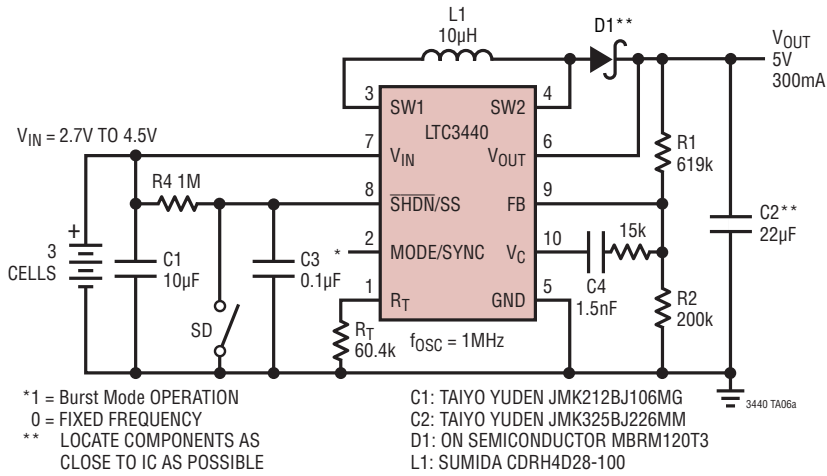 L1
10µH
D1**
VOUT
5V
300mA
3
SW1
SW2
4
LTC3440
VIN = 2.7V TO 4.5V
7
VIN
VOUT
6
R1
619k
R4 1M
8
SHDN/SS
FB
9
15k
C2**
22µF
+
3
CELLS
C1
10µF
C3
0.1µF
*
2
MODE/SYNC
VC
10
C4
1.5nF
SD
1
RT
GND
5
R2
200k
RT
60.4k
fOSC = 1MHz
3440 TA06a
*1 = Burst Mode OPERATION
0 = FIXED FREQUENCY
** LOCATE COMPONENTS AS
CLOSE TO IC AS POSSIBLE
C1: TAIYO YUDEN JMK212BJ106MG
C2: TAIYO YUDEN JMK325BJ226MM
D1: ON SEMICONDUCTOR MBRM120T3
L1: SUMIDA CDRH4D28-100